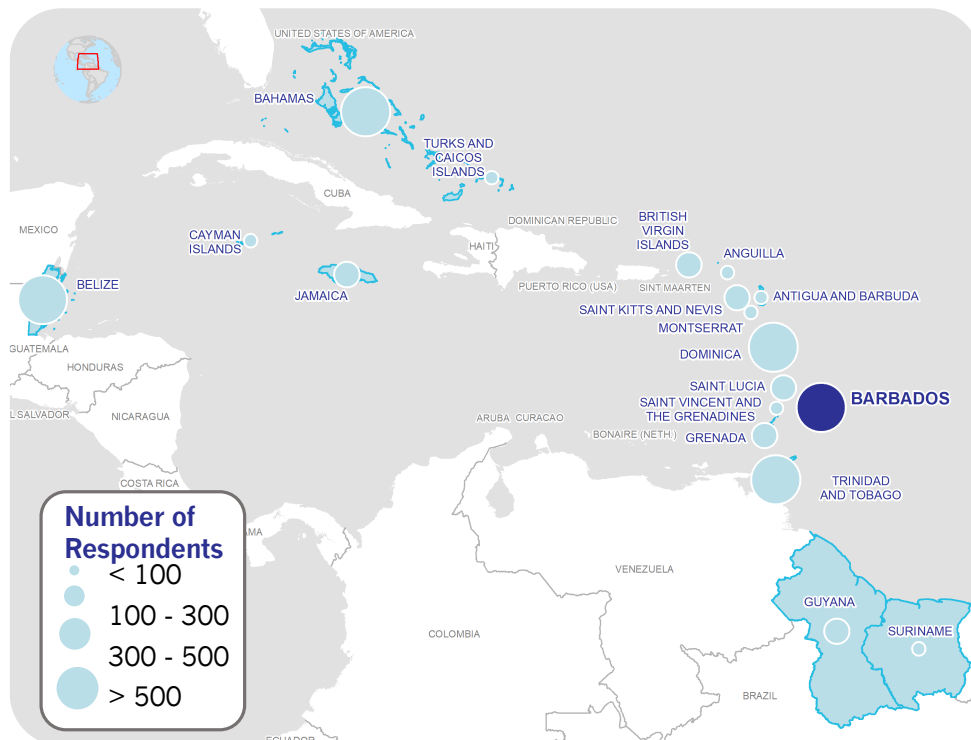 UNITED STATES OF AMERICA
BAHAMAS
TURKS AND
CAICOS
ISLANDS
CUBA
MEXICO
CAYMAN
ISLANDS
HAITI
DOMINICAN REPUBLIC
BRITISH
VIRGIN
ISLANDS
ANGUILLA
BELIZE
JAMAICA
PUERTO RICO (USA)
SINT MAARTEN
ANTIGUA AND BARBUDA
SAINT KITTS AND NEVIS
MONTSERRAT
GUATEMALA
DOMINICA
HONDURAS
SAINT LUCIA
BARBADOS
L SALVADOR
NICARAGUA
SAINT VINCENT AND
THE GRENADINES
ARUBA
CURACAO
BONAIRE (NETH.)
GRENADA
COSTA RICA
TRINIDAD
AND TOBAGO
AMA
VENEZUELA
GUYANA
SURINAME
COLOMBIA
BRAZIL
ECUADOR
Number of
Respondents
< 100
100 - 300
300 - 500
> 500